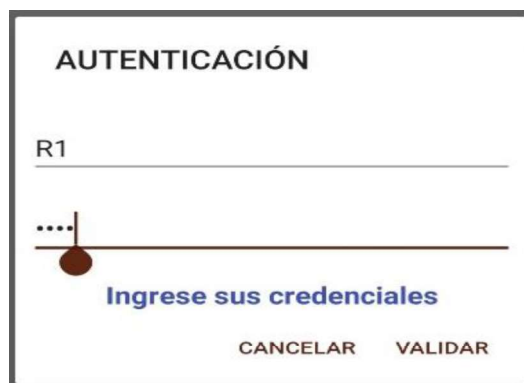 AUTENTICACIÓN
R1
····
Ingrese sus credenciales
CANCELAR VALIDAR